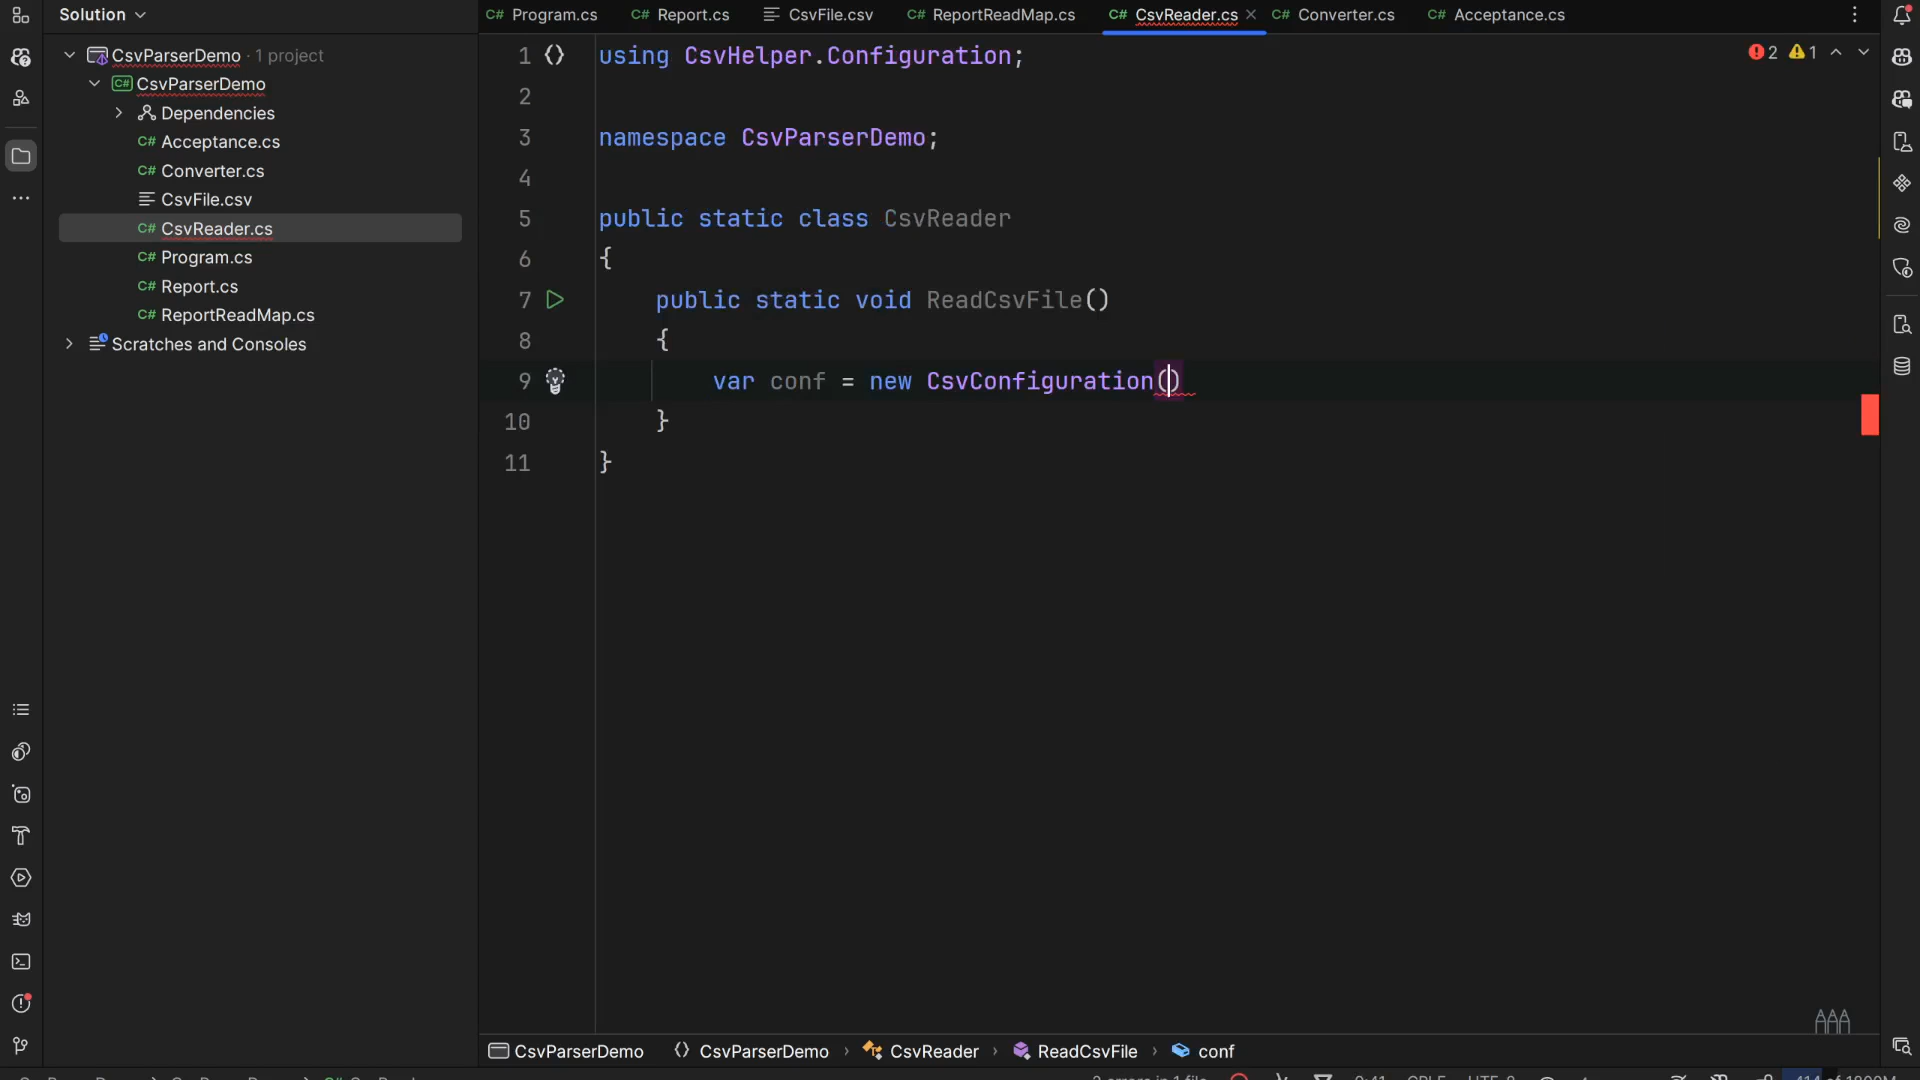 Solution
CsvParserDemo · 1 project
C# CsvParserDemo
Dependencies
C# Acceptance.cs
C# Converter.cs
CsvFile.csv
C# CsvReader.cs
C# Program.cs
C# Report.cs
C# ReportReadMap.cs
Scratches and Consoles
C# Program.cs C# Report.cs CsvFile.csv C# ReportReadMap.cs C# CsvReader.cs C# Converter.cs C# Acceptance.cs
2 1
1 using CsvHelper.Configuration;
2
3 namespace CsvParserDemo;
4
5 public static class CsvReader
6 {
7 public static void ReadCsvFile()
8 {
9 var conf = new CsvConfiguration()
10 }
11 }
CsvParserDemo CsvParserDemo › CsvReader › ReadCsvFile › conf